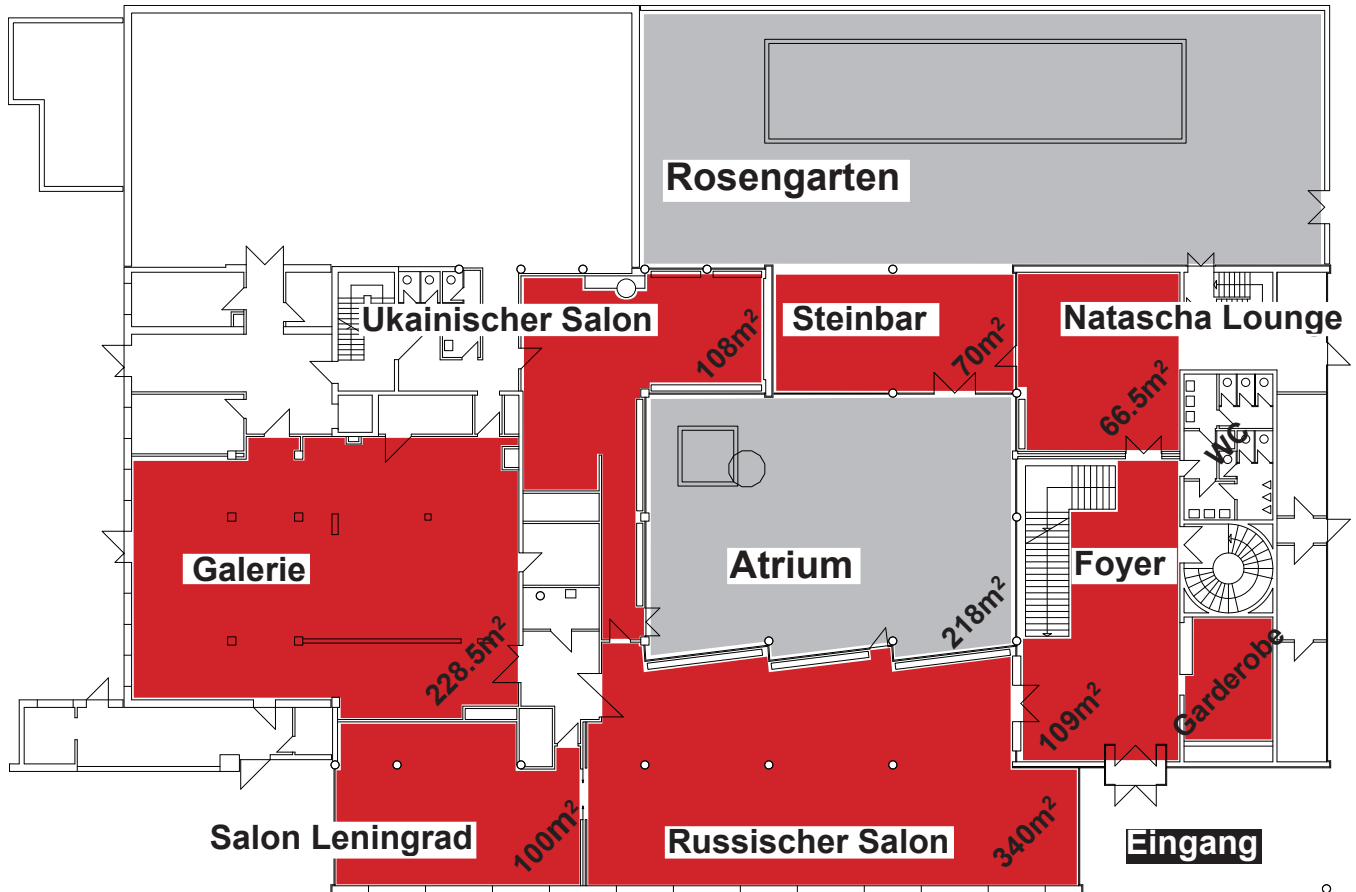 Rosengarten
Ukainischer Salon
108m²
Steinbar
70m²
Natascha Lounge
66.5m²
WC
Galerie
228.5m²
Atrium
218m²
Foyer
109m²
Garderobe
Salon Leningrad
100m²
Russischer Salon
340m²
Eingang